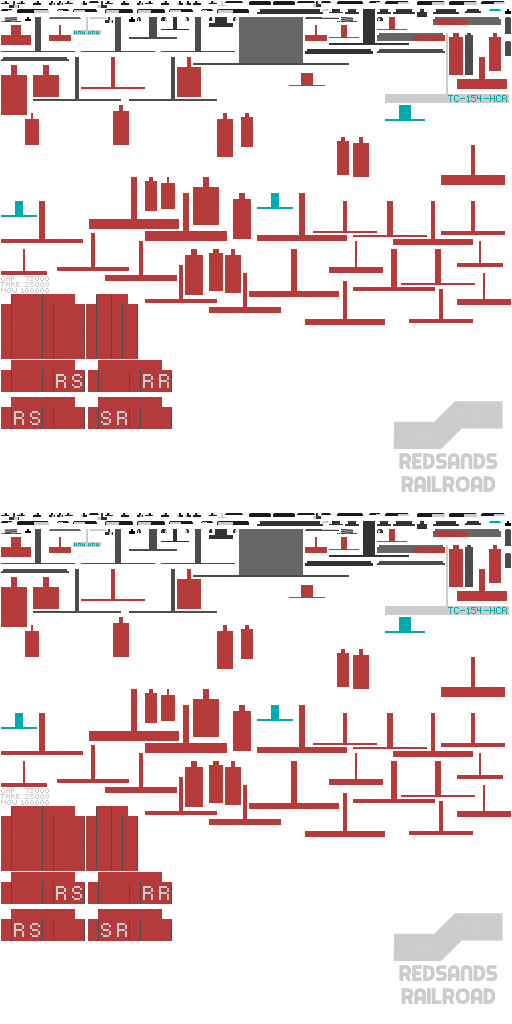 TC-154-HCR
CAP 75000
TARE 25000
MGW 100000
RS RR
RS SR
REDSANDS
RAILROAD
TC-154-HCR
CAP 75000
TARE 25000
MGW 100000
RS RR
RS SR
REDSANDS
RAILROAD